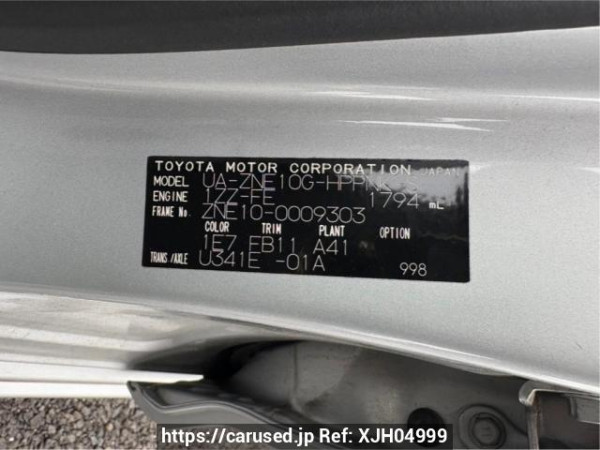 TOYOTA MOTOR CORPORATION JAPAN
MODEL UA-ZNE10G-HPPNK
ENGINE 1ZZ-FE 1794 mL
FRAME No. ZNE10-0009303
COLOR TRIM PLANT OPTION
1E7 FB11 A41
TRANS./AXLE U341E -01A
998
https://carused.jp Ref: XJH04999